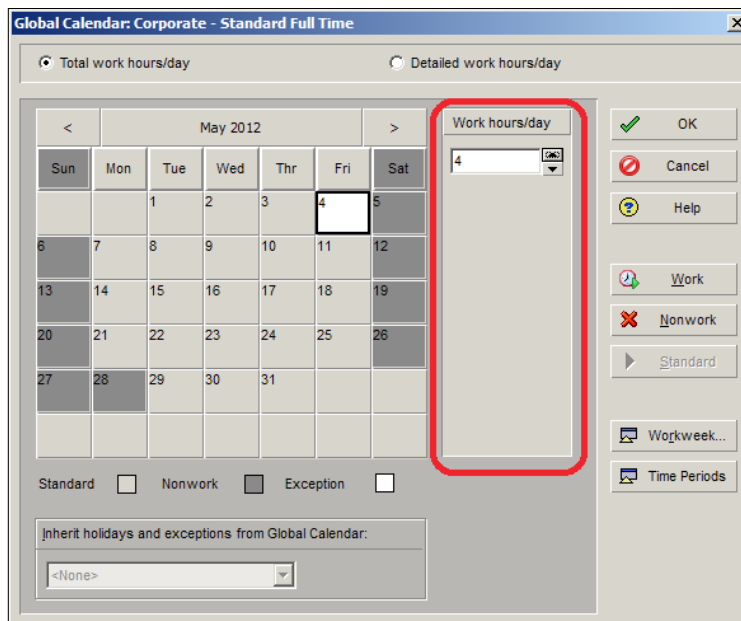 Global Calendar: Corporate - Standard Full Time
Total work hours/day Detailed work hours/day
< May 2012 >
Work hours/day
Sun Mon Tue Wed Thr Fri Sat
4
1 2 3 4 5
6 7 8 9 10 11 12
13 14 15 16 17 18 19
20 21 22 23 24 25 26
27 28 29 30 31
Standard Nonwork Exception
Inherit holidays and exceptions from Global Calendar:
<None>
OK
Cancel
Help
Work
Nonwork
Standard
Workweek...
Time Periods